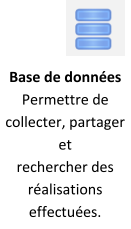 Base de données
Permettre de
collecter, partager
et
rechercher des
réalisations
effectuées.